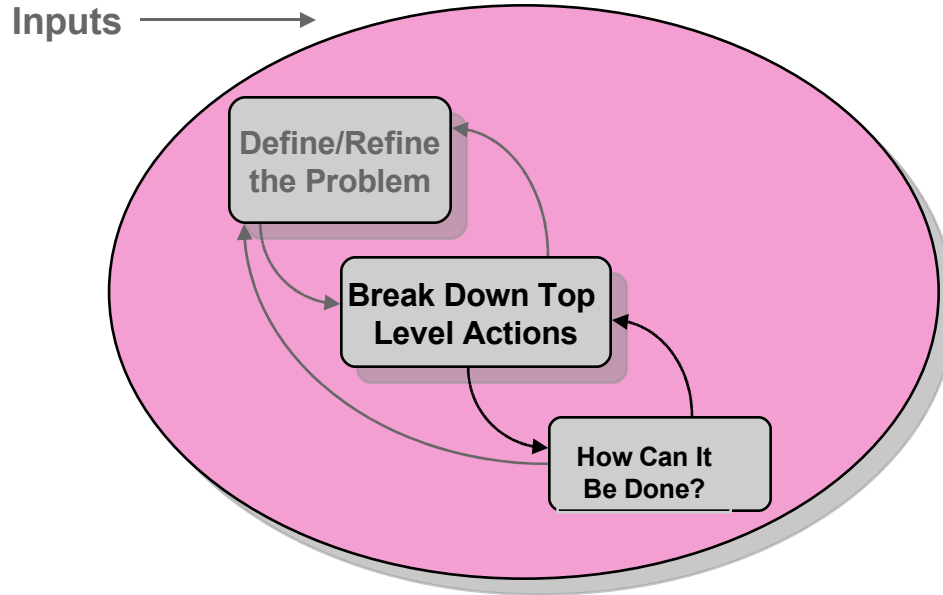 Inputs
Define/Refine
the Problem
Break Down Top
Level Actions
How Can It
Be Done?